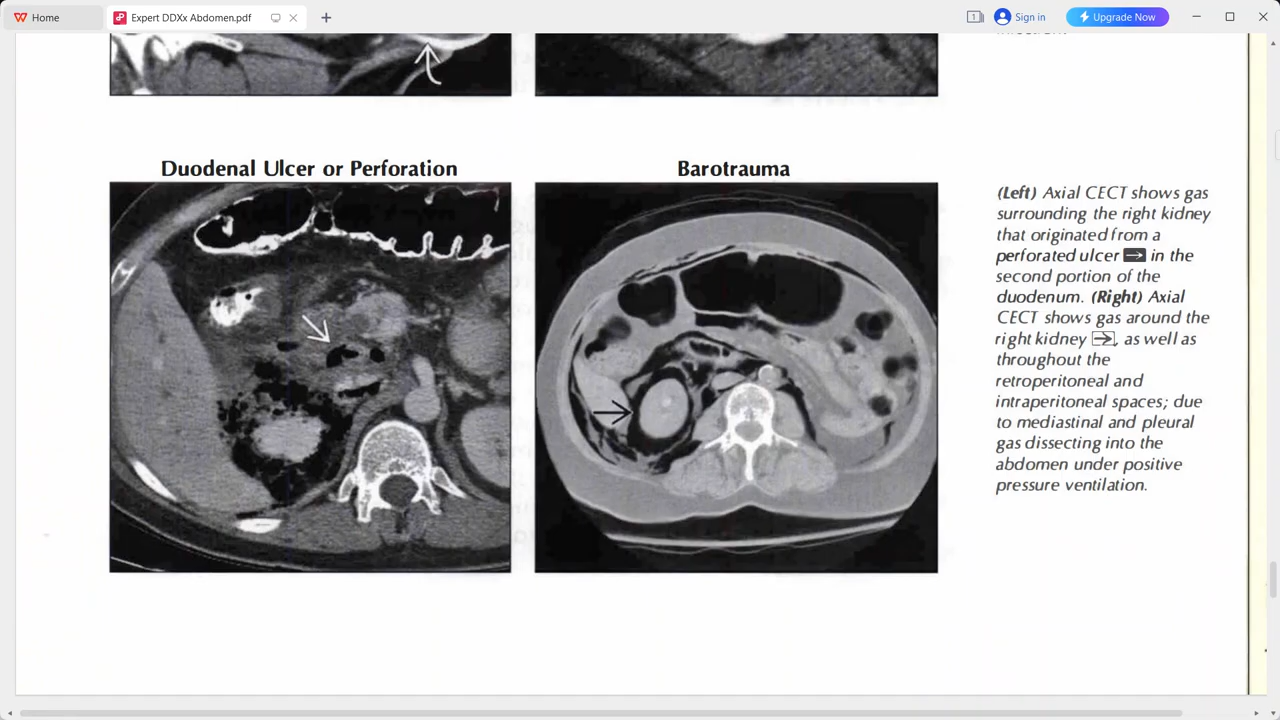 Home
Expert DDXx Abdomen.pdf
1
Sign in
Upgrade Now
Duodenal Ulcer or Perforation
Barotrauma
(Left) Axial CECT shows gas
surrounding the right kidney
that originated from a
perforated ulcer ➡ in the
second portion of the
duodenum. (Right) Axial
CECT shows gas around the
right kidney ➡, as well as
throughout the
retroperitoneal and
intraperitoneal spaces; due
to mediastinal and pleural
gas dissecting into the
abdomen under positive
pressure ventilation.